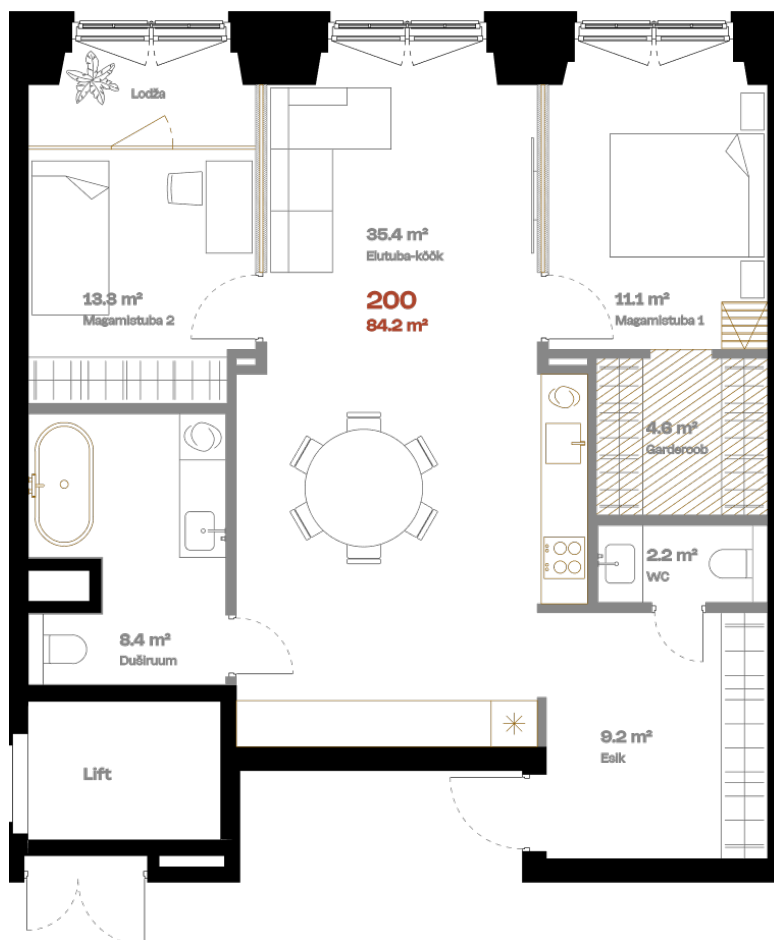 Lodža
35.4 m²
Elutuba-köök
200
84.2 m²
13.3 m²
Magamistuba 2
11.1 m²
Magamistuba 1
4.6 m²
Garderoob
2.2 m²
WC
8.4 m²
Duširuum
9.2 m²
Esik
Lift